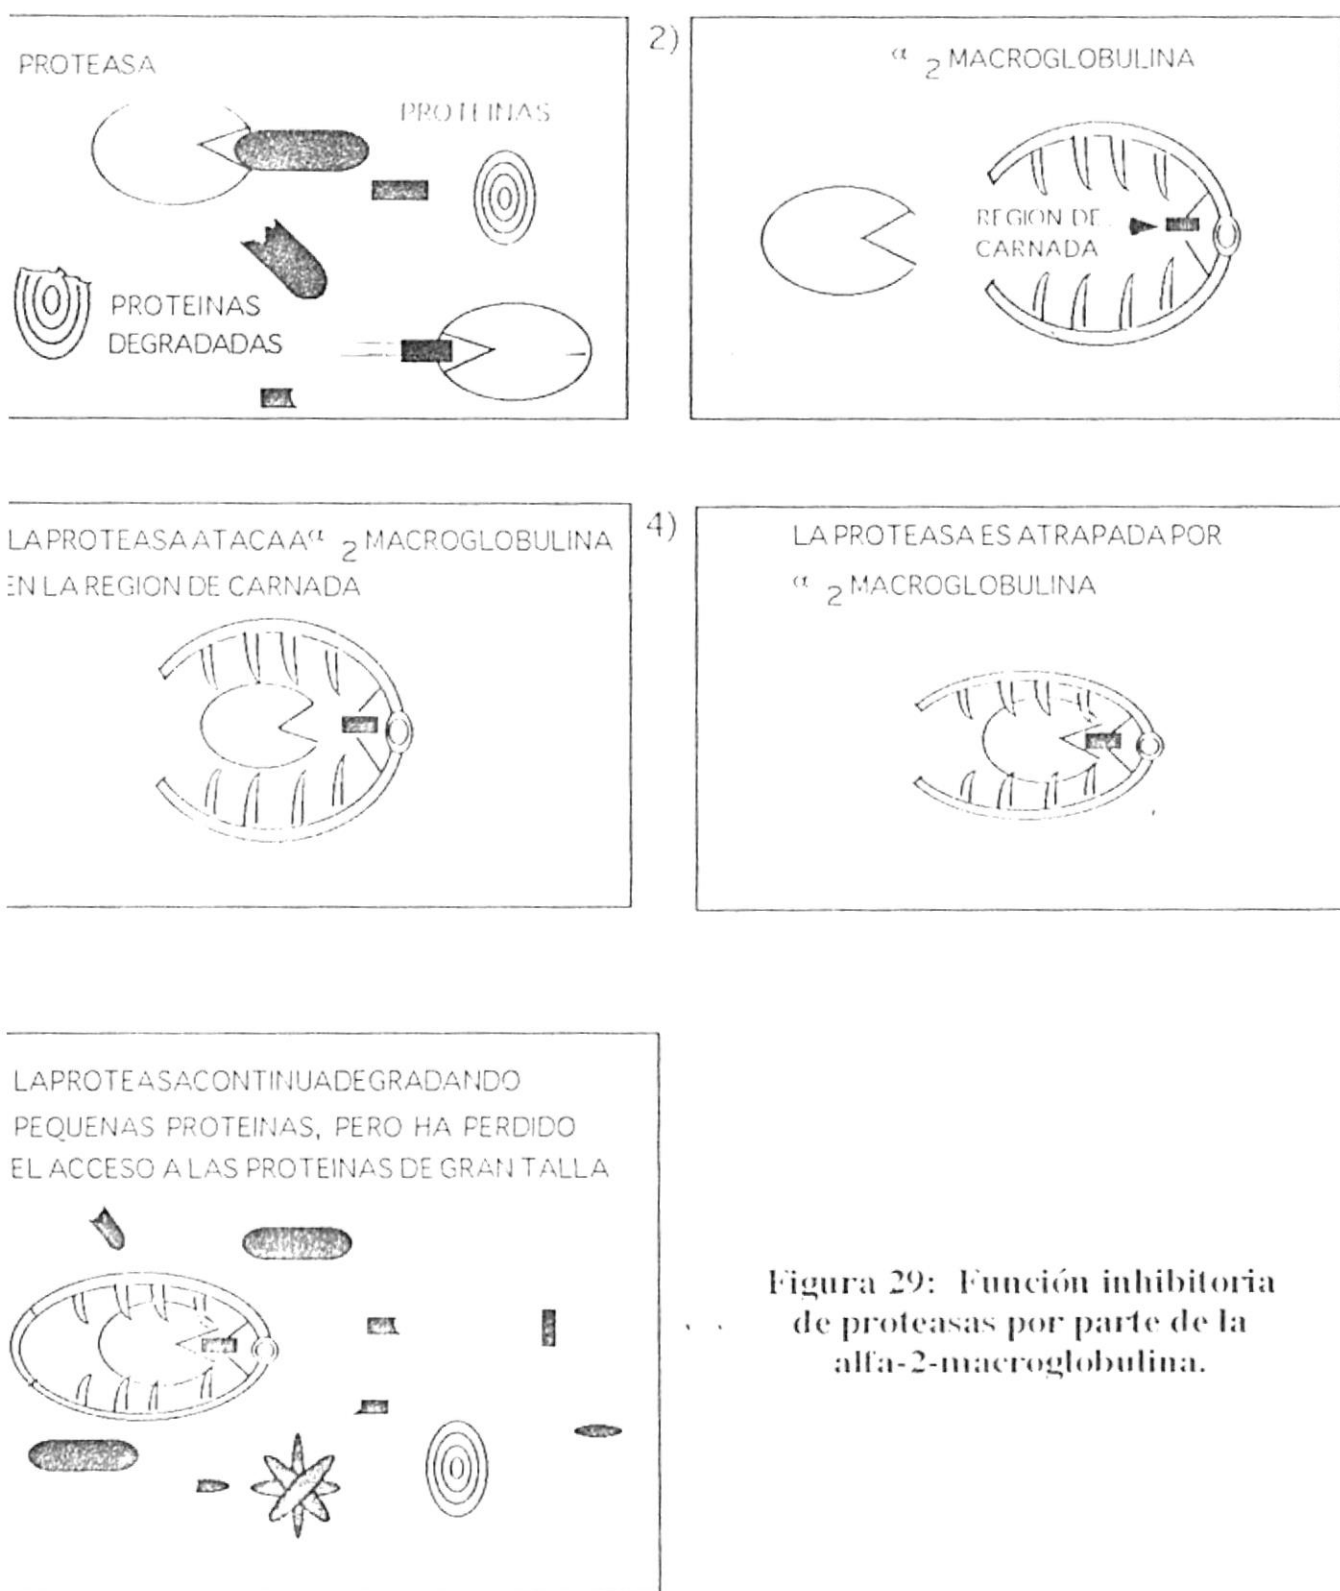 PROTEASA
PROTEINAS
PROTEINAS
DEGRADADAS
2)
α 2 MACROGLOBULINA
REGION DE
CARNADA
LA PROTEASA ATACA A α 2 MACROGLOBULINA
EN LA REGION DE CARNADA
4)
LA PROTEASA ES ATRAPADA POR
α 2 MACROGLOBULINA
LA PROTEASA CONTINUA DEGRADANDO
PEQUENAS PROTEINAS, PERO HA PERDIDO
EL ACCESO A LAS PROTEINAS DE GRAN TALLA
Figura 29: Función inhibitoria
de proteasas por parte de la
alfa-2-macroglobulina.